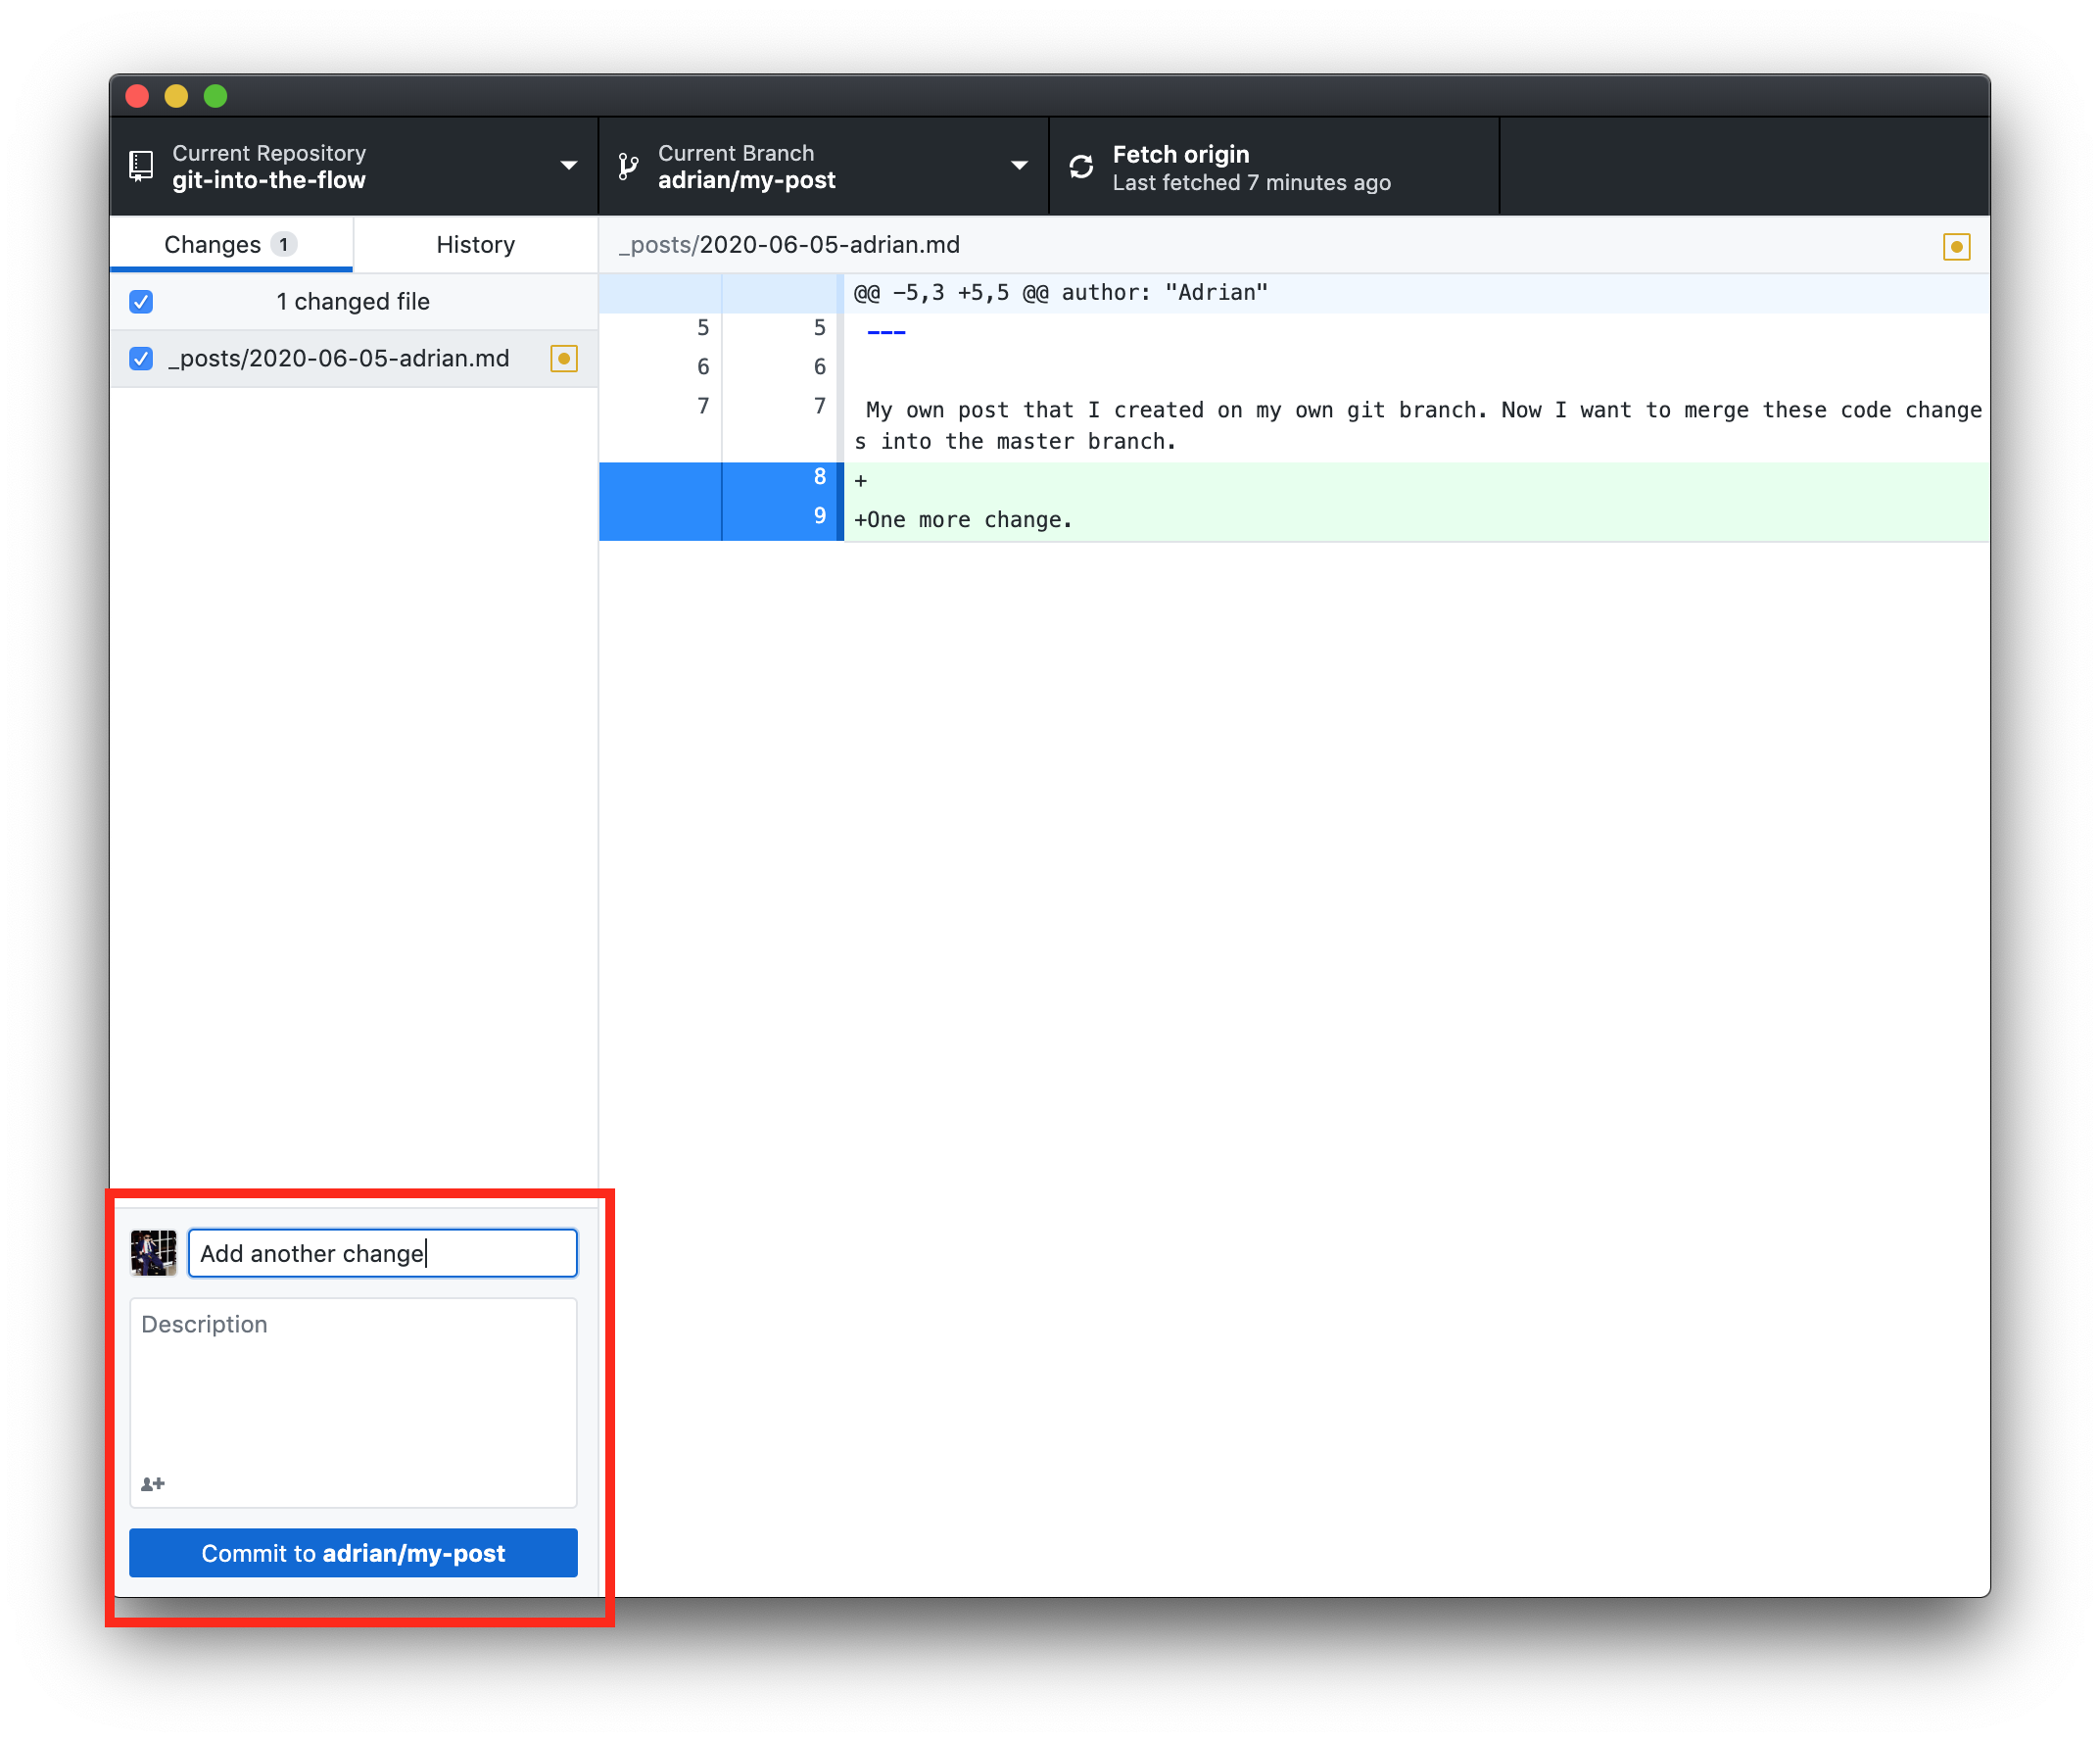 Current Repository
git-into-the-flow
Current Branch
adrian/my-post
Fetch origin
Last fetched 7 minutes ago
Changes 1
History
_posts/2020-06-05-adrian.md
1 changed file
_posts/2020-06-05-adrian.md
@@ -5,3 +5,5 @@ author: "Adrian"
5 5 ---
6 6
7 7 My own post that I created on my own git branch. Now I want to merge these code change
s into the master branch.
8 +
9 +One more change.
Add another change
Description
Commit to adrian/my-post